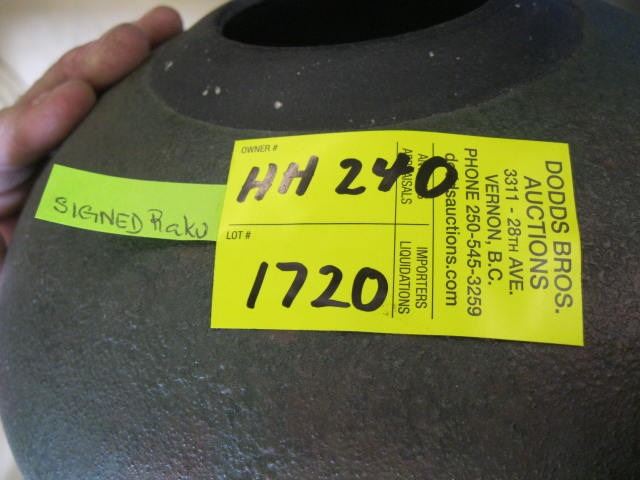 SIGNED Raku
OWNER #
HH 240
LOT #
1720
APPRAISALS
IMPORTERS
LIQUIDATIONS
DODDS BROS.
AUCTIONS
3311 - 28TH AVE.
VERNON, B.C.
PHONE 250-545-3259
doddsauctions.com